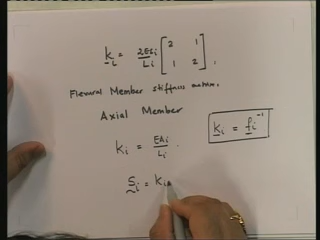 k_i = 2EI_i / L_i [ 2 1
1 2 ] ,
Flexural Member stiffness matrix.
Axial Member
k_i = f_i^-1
K_i = EA_i / L_i .
S_i = K_i